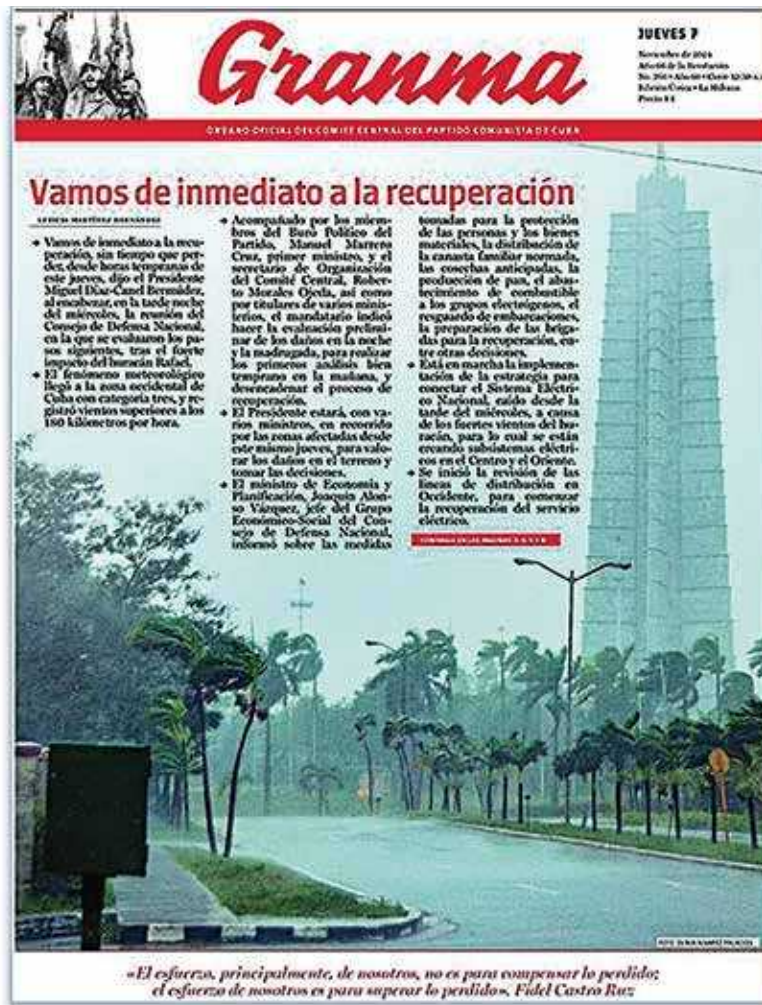 Granma
JUEVES 7
Noviembre de 2024
Año 66 de la Revolución
Edición Única • La Habana
ÓRGANO OFICIAL DEL COMITÉ CENTRAL DEL PARTIDO COMUNISTA DE CUBA
Vamos de inmediato a la recuperación
LETICIA MARTÍNEZ HERNÁNDEZ
→ Vamos de inmediato a la recu-
peración, sin tiempo que per-
der, desde horas tempranas de
este jueves, dijo el Presidente
Miguel Díaz-Canel Bermúdez,
al encabezar, en la tarde noche
del miércoles, la reunión del
Consejo de Defensa Nacional,
en la que se evaluaron los pa-
sos siguientes, tras el fuerte
impacto del huracán Rafael.
→ El fenómeno meteorológico
llegó a la zona occidental de
Cuba con categoría tres, y re-
gistró vientos superiores a los
180 kilómetros por hora.
→ Acompañado por los miem-
bros del Buró Político del
Partido, Manuel Marrero
Cruz, primer ministro, y el
secretario de Organización
del Comité Central, Rober-
to Morales Ojeda, así como
por titulares de varios minis-
terios, el mandatario indicó
hacer la evaluación prelimi-
nar de los daños en la noche
y la madrugada, para realizar
los primeros análisis bien
temprano en la mañana, y
desencadenar el proceso de
recuperación.
→ El Presidente estará, con va-
rios ministros, en recorrido
por las zonas afectadas desde
este mismo jueves, para valo-
rar los daños en el terreno y
tomar las decisiones.
→ El ministro de Economía y
Planificación, Joaquín Alon-
so Vázquez, jefe del Grupo
Económico-Social del Con-
sejo de Defensa Nacional,
informó sobre las medidas
tomadas para la protección
de las personas y los bienes
materiales, la distribución de
la canasta familiar normada,
las cosechas anticipadas, la
producción de pan, el abas-
tecimiento de combustible
a los grupos electrógenos, el
resguardo de embarcaciones,
la preparación de las briga-
das para la recuperación, en-
tre otras decisiones.
→ Está en marcha la implemen-
tación de la estrategia para
conectar el Sistema Eléctri-
co Nacional, caído desde la
tarde del miércoles, a causa
de los fuertes vientos del hu-
racán, para lo cual se están
creando subsistemas eléctri-
cos en el Centro y el Oriente.
→ Se inició la revisión de las
líneas de distribución en
Occidente, para comenzar
la recuperación del servicio
eléctrico.
«El esfuerzo, principalmente, de nosotros, no es para compensar lo perdido;
el esfuerzo de nosotros es para superar lo perdido», Fidel Castro Ruz